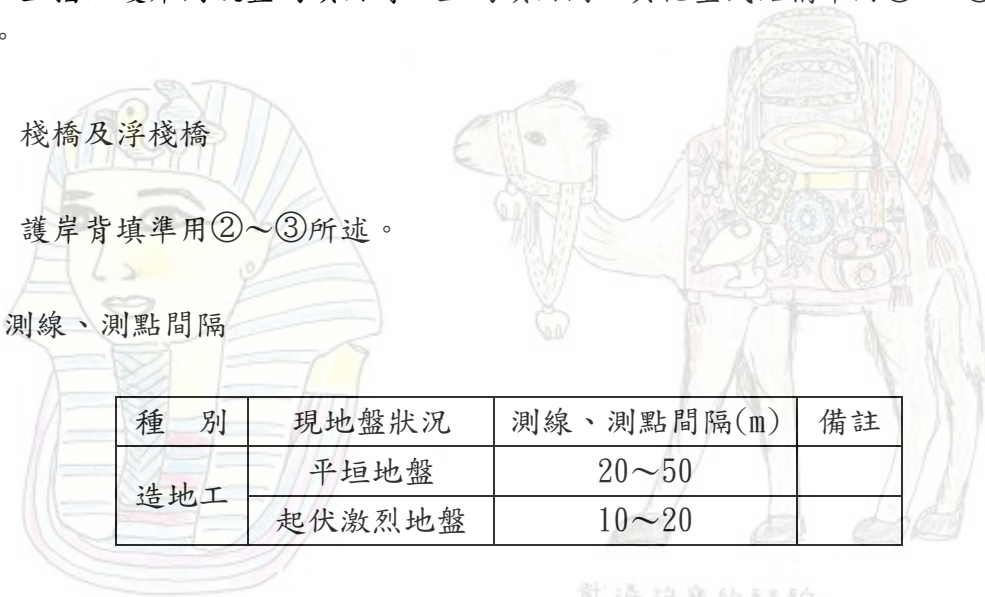 。
棧橋及浮棧橋
護岸背填準用②～③所述。
測線、測點間隔
種　別 現地盤狀況 測線、測點間隔(m) 備註
造地工 平垣地盤 20～50
起伏激烈地盤 10～20